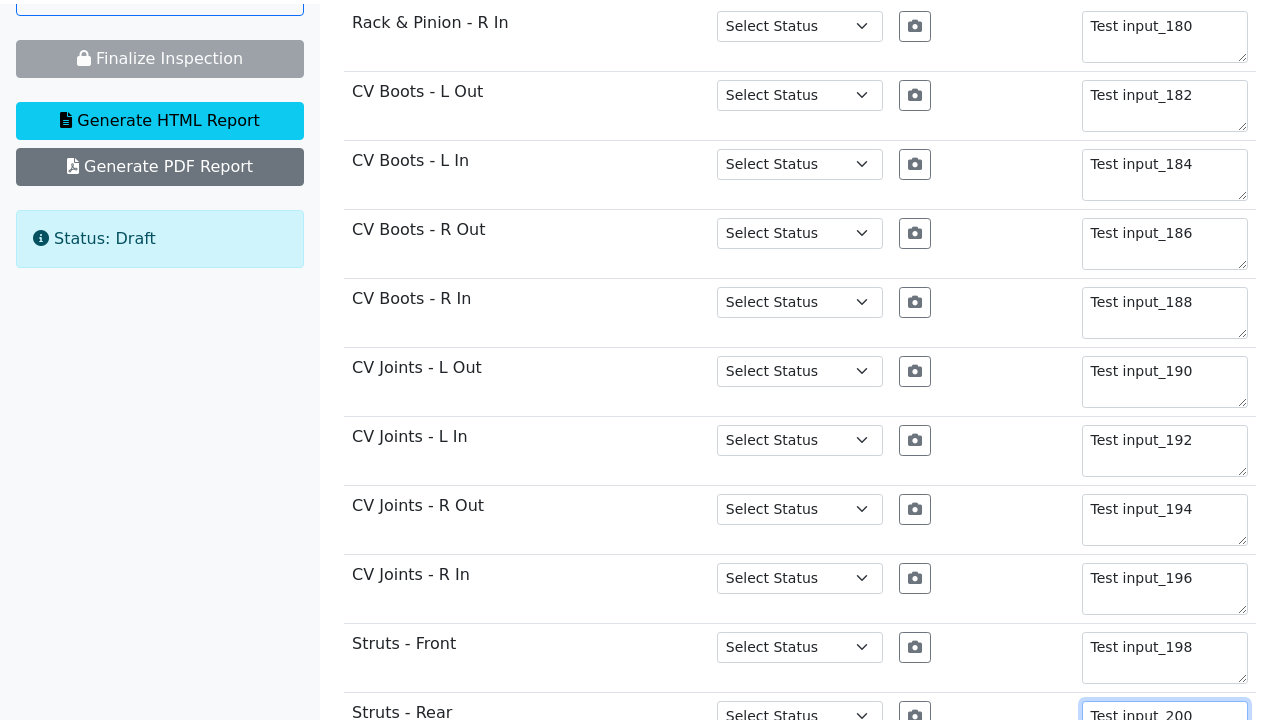 Finalize Inspection
Generate HTML Report
Generate PDF Report
Status: Draft
Rack & Pinion - R In Select Status Test input_180
CV Boots - L Out Select Status Test input_182
CV Boots - L In Select Status Test input_184
CV Boots - R Out Select Status Test input_186
CV Boots - R In Select Status Test input_188
CV Joints - L Out Select Status Test input_190
CV Joints - L In Select Status Test input_192
CV Joints - R Out Select Status Test input_194
CV Joints - R In Select Status Test input_196
Struts - Front Select Status Test input_198
Struts - Rear Select Status Test input_200